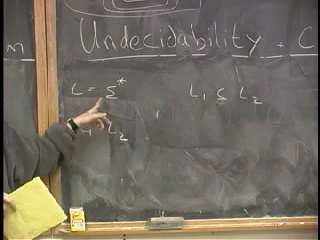 m
Undecidability + C
L = Σ*
L₁ ≤ L₂
L₂